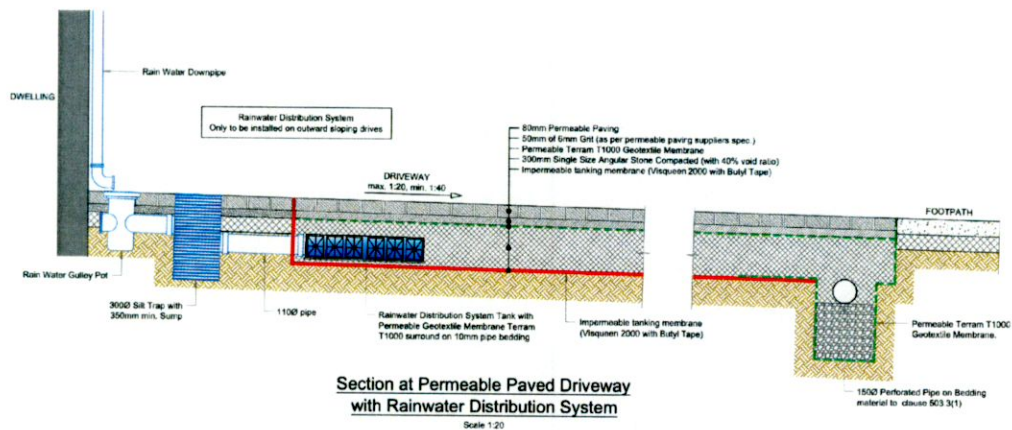 Rain Water Downpipe
DWELLING
Rainwater Distribution System
Only to be installed on outward sloping drives
80mm Permeable Paving
50mm of 6mm Grit (as per permeable paving suppliers spec.)
Permeable Terram T1000 Geotextile Membrane
300mm Single Size Angular Stone Compacted (with 40% void ratio)
Impermeable tanking membrane (Visqueen 2000 with Butyl Tape)
DRIVEWAY
max. 1:20, min. 1:40
FOOTPATH
Rain Water Gulley Pot
300Ø Silt Trap with
350mm min. Sump
110Ø pipe
Rainwater Distribution System Tank with
Permeable Geotextile Membrane Terram
T1000 surround on 10mm pipe bedding
Impermeable tanking membrane
(Visqueen 2000 with Butyl Tape)
Permeable Terram T1000
Geotextile Membrane.
150Ø Perforated Pipe on Bedding
material to clause 503.3(1)
Section at Permeable Paved Driveway
with Rainwater Distribution System
Scale 1:20